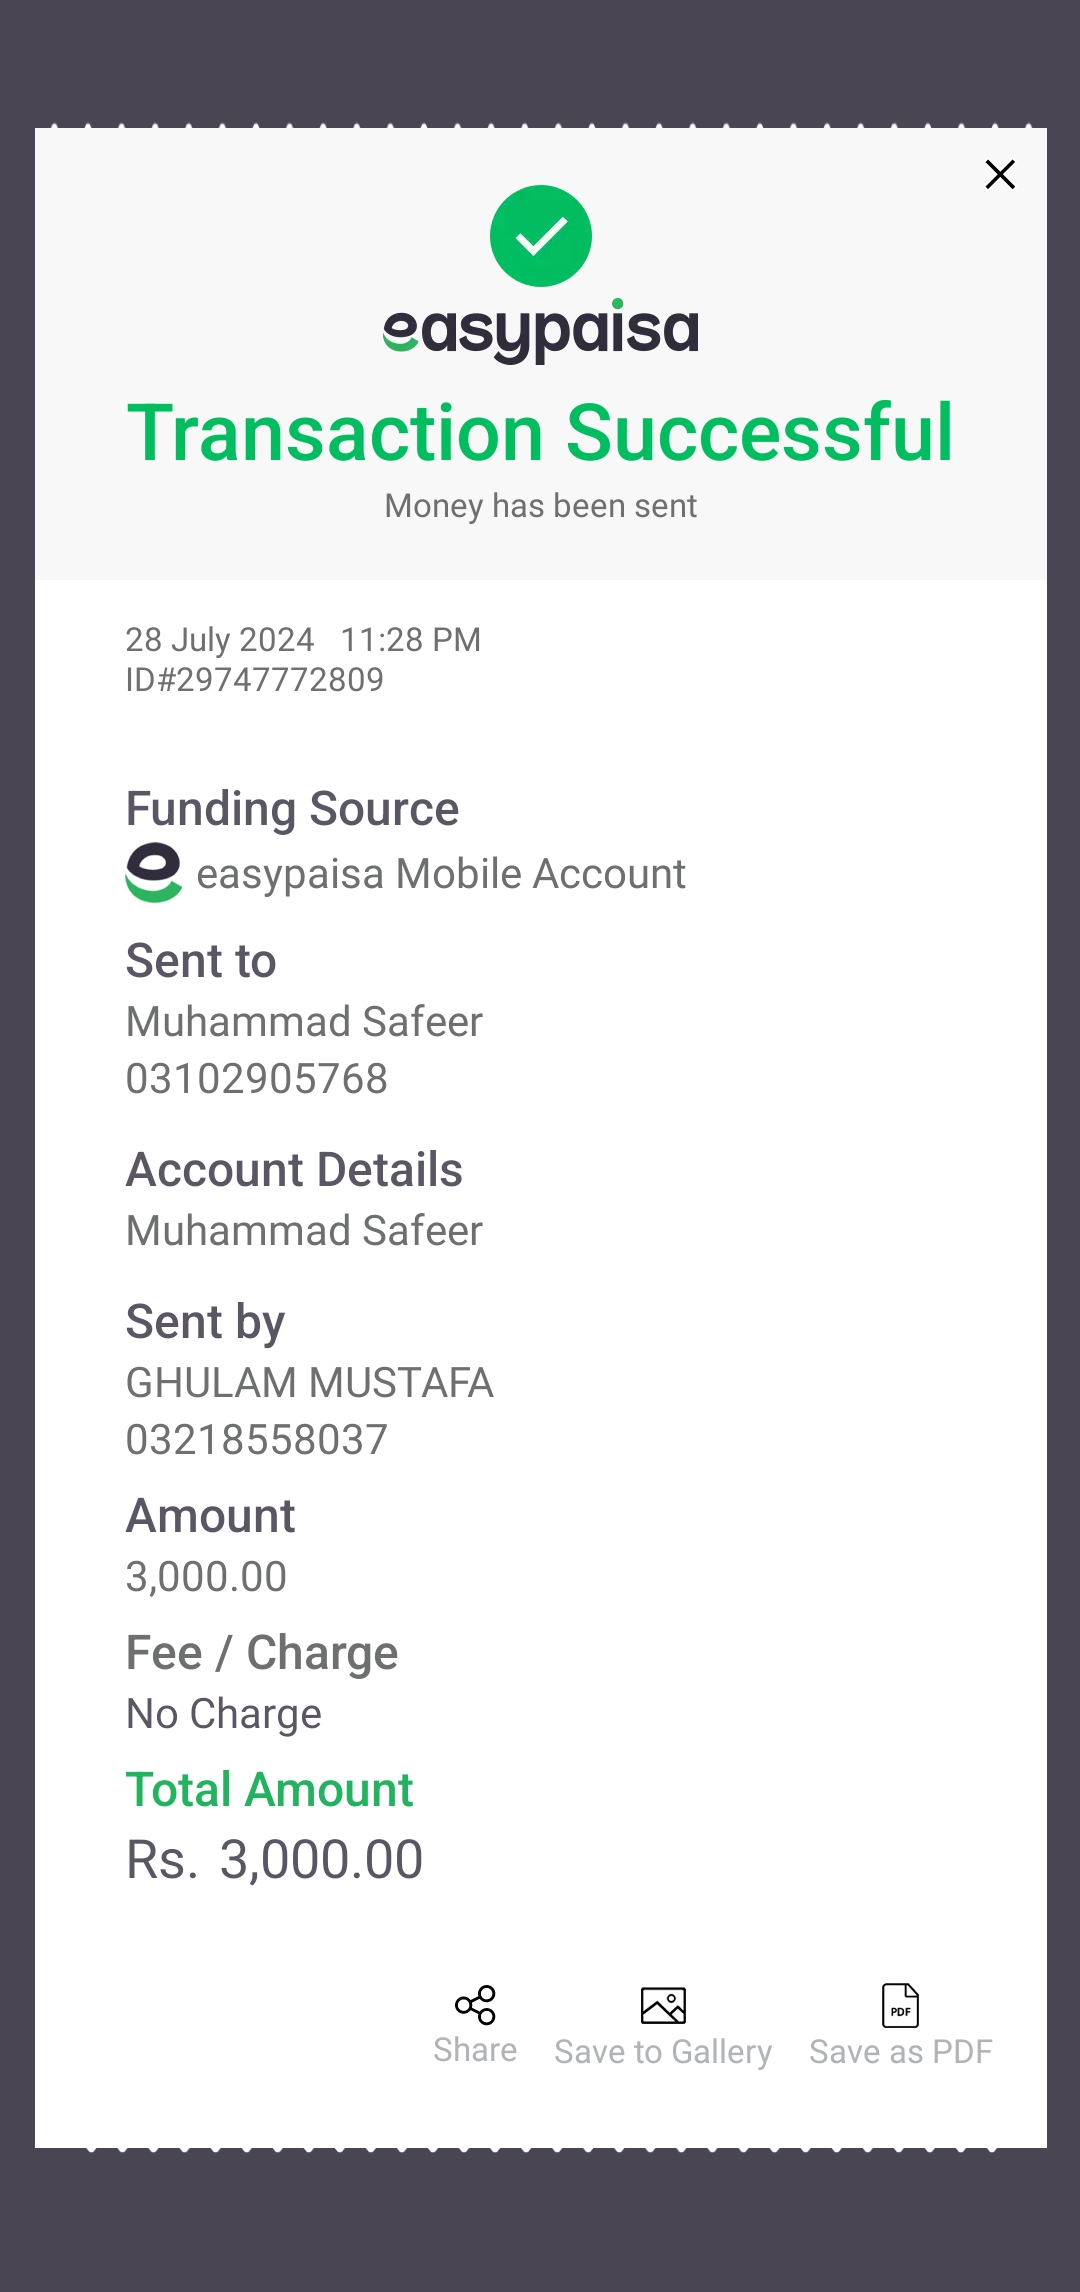 easypaisa
Transaction Successful
Money has been sent
28 July 2024 11:28 PM
ID#29747772809
Funding Source
easypaisa Mobile Account
Sent to
Muhammad Safeer
03102905768
Account Details
Muhammad Safeer
Sent by
GHULAM MUSTAFA
03218558037
Amount
3,000.00
Fee / Charge
No Charge
Total Amount
Rs. 3,000.00
PDF
Share Save to Gallery Save as PDF